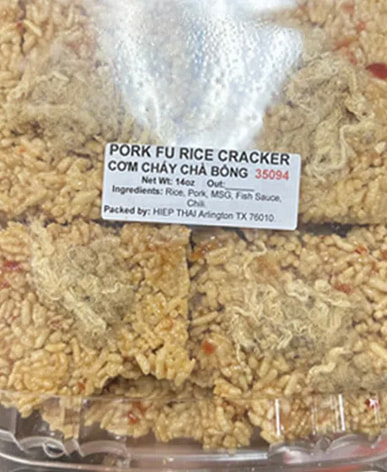 PORK FU RICE CRACKER
CƠM CHÁY CHÀ BÔNG 35094
Net Wt: 14oz Out:______
Ingredients: Rice, Pork, MSG, Fish Sauce,
Chili.
Packed by: HIEP THAI Arlington TX 76010